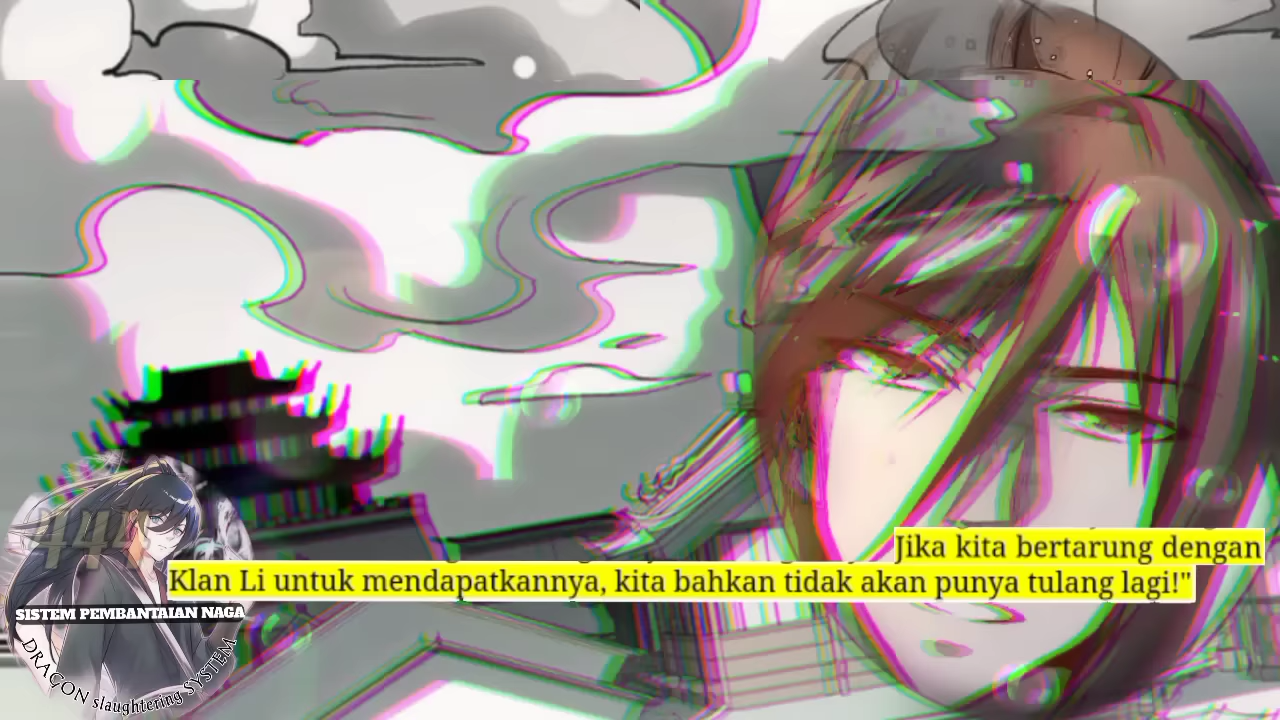 Jika kita bertarung dengan
Klan Li untuk mendapatkannya, kita bahkan tidak akan punya tulang lagi!"
SISTEM PEMBANTAIAN NAGA
DRAGON slaughtering SYSTEM